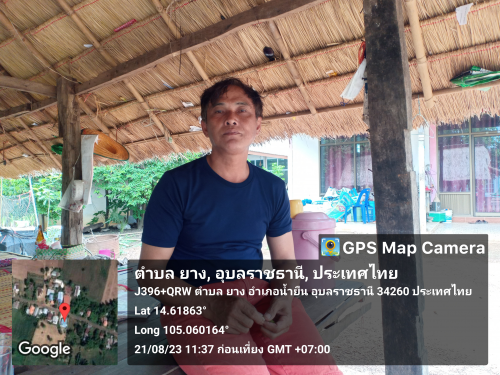 GPS Map Camera
ตำบล ยาง, อุบลราชธานี, ประเทศไทย
J396+QRW ตำบล ยาง อำเภอน้ำยืน อุบลราชธานี 34260 ประเทศไทย
Lat 14.61863°
Long 105.060164°
21/08/23 11:37 ก่อนเที่ยง GMT +07:00
Google